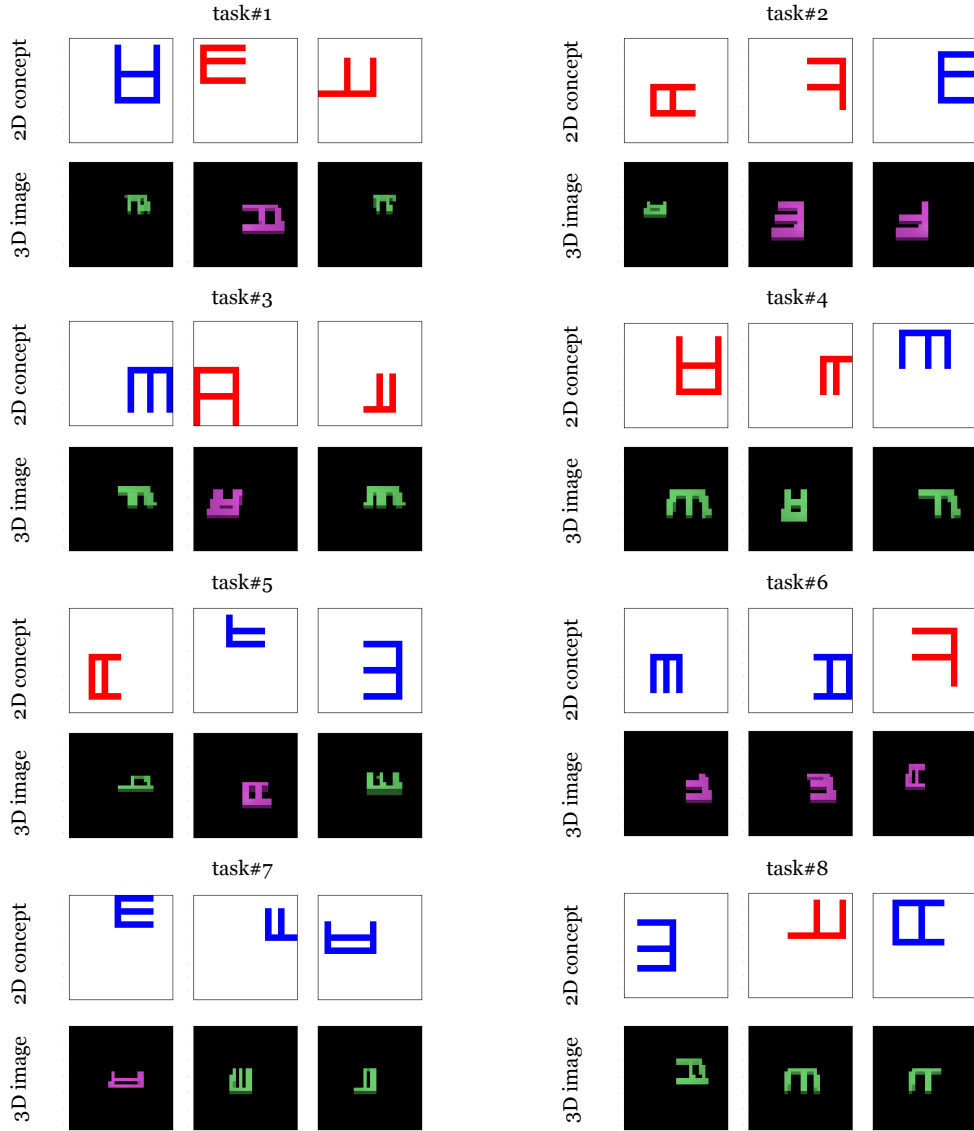 task#1
task#2
2D concept
2D concept
3D image
3D image
task#3
task#4
2D concept
2D concept
3D image
3D image
task#5
task#6
2D concept
2D concept
3D image
3D image
task#7
task#8
2D concept
2D concept
3D image
3D image